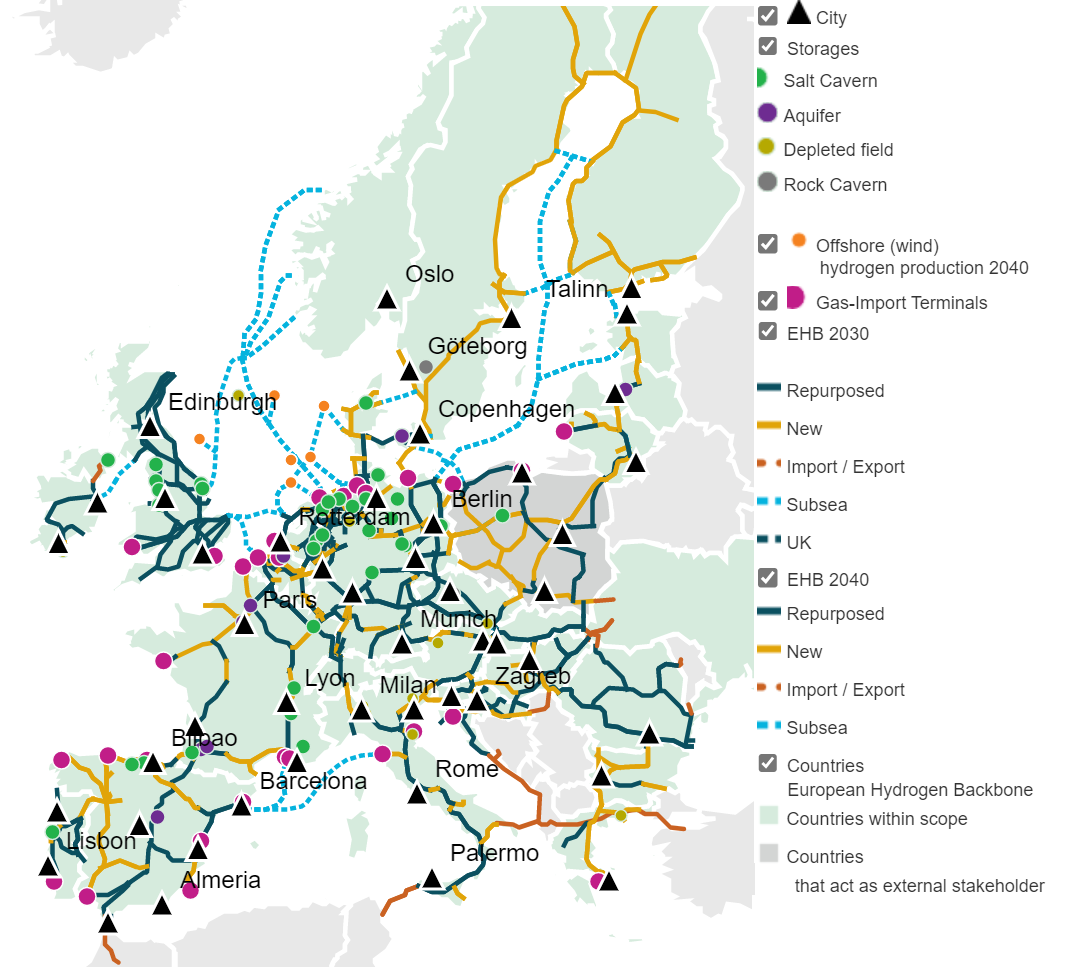 Oslo
Talinn
Göteborg
Edinburgh
Copenhagen
Berlin
Rotterdam
Paris
Munich
Lyon
Milan
Zagreb
Bilbao
Barcelona
Rome
Lisbon
Palermo
Almeria
City
Storages
Salt Cavern
Aquifer
Depleted field
Rock Cavern
Offshore (wind)
hydrogen production 2040
Gas-Import Terminals
EHB 2030
Repurposed
New
Import / Export
Subsea
UK
EHB 2040
Repurposed
New
Import / Export
Subsea
Countries
European Hydrogen Backbone
Countries within scope
Countries
that act as external stakeholder